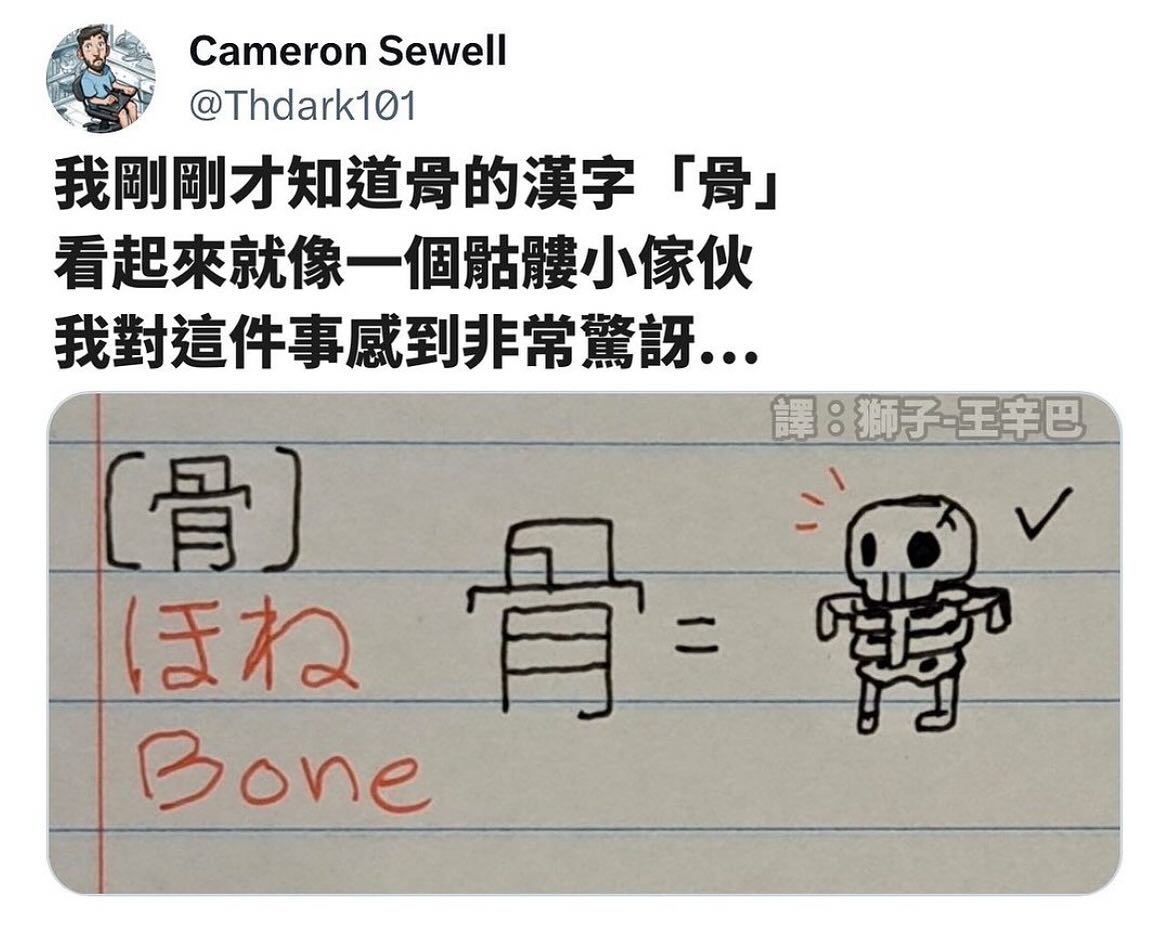 Cameron Sewell
@Thdark101
我剛剛才知道骨的漢字「骨」
看起來就像一個骷髏小傢伙
我對這件事感到非常驚訝...
譯：獅子-王辛巴
〔骨〕
ほね
Bone
骨 =